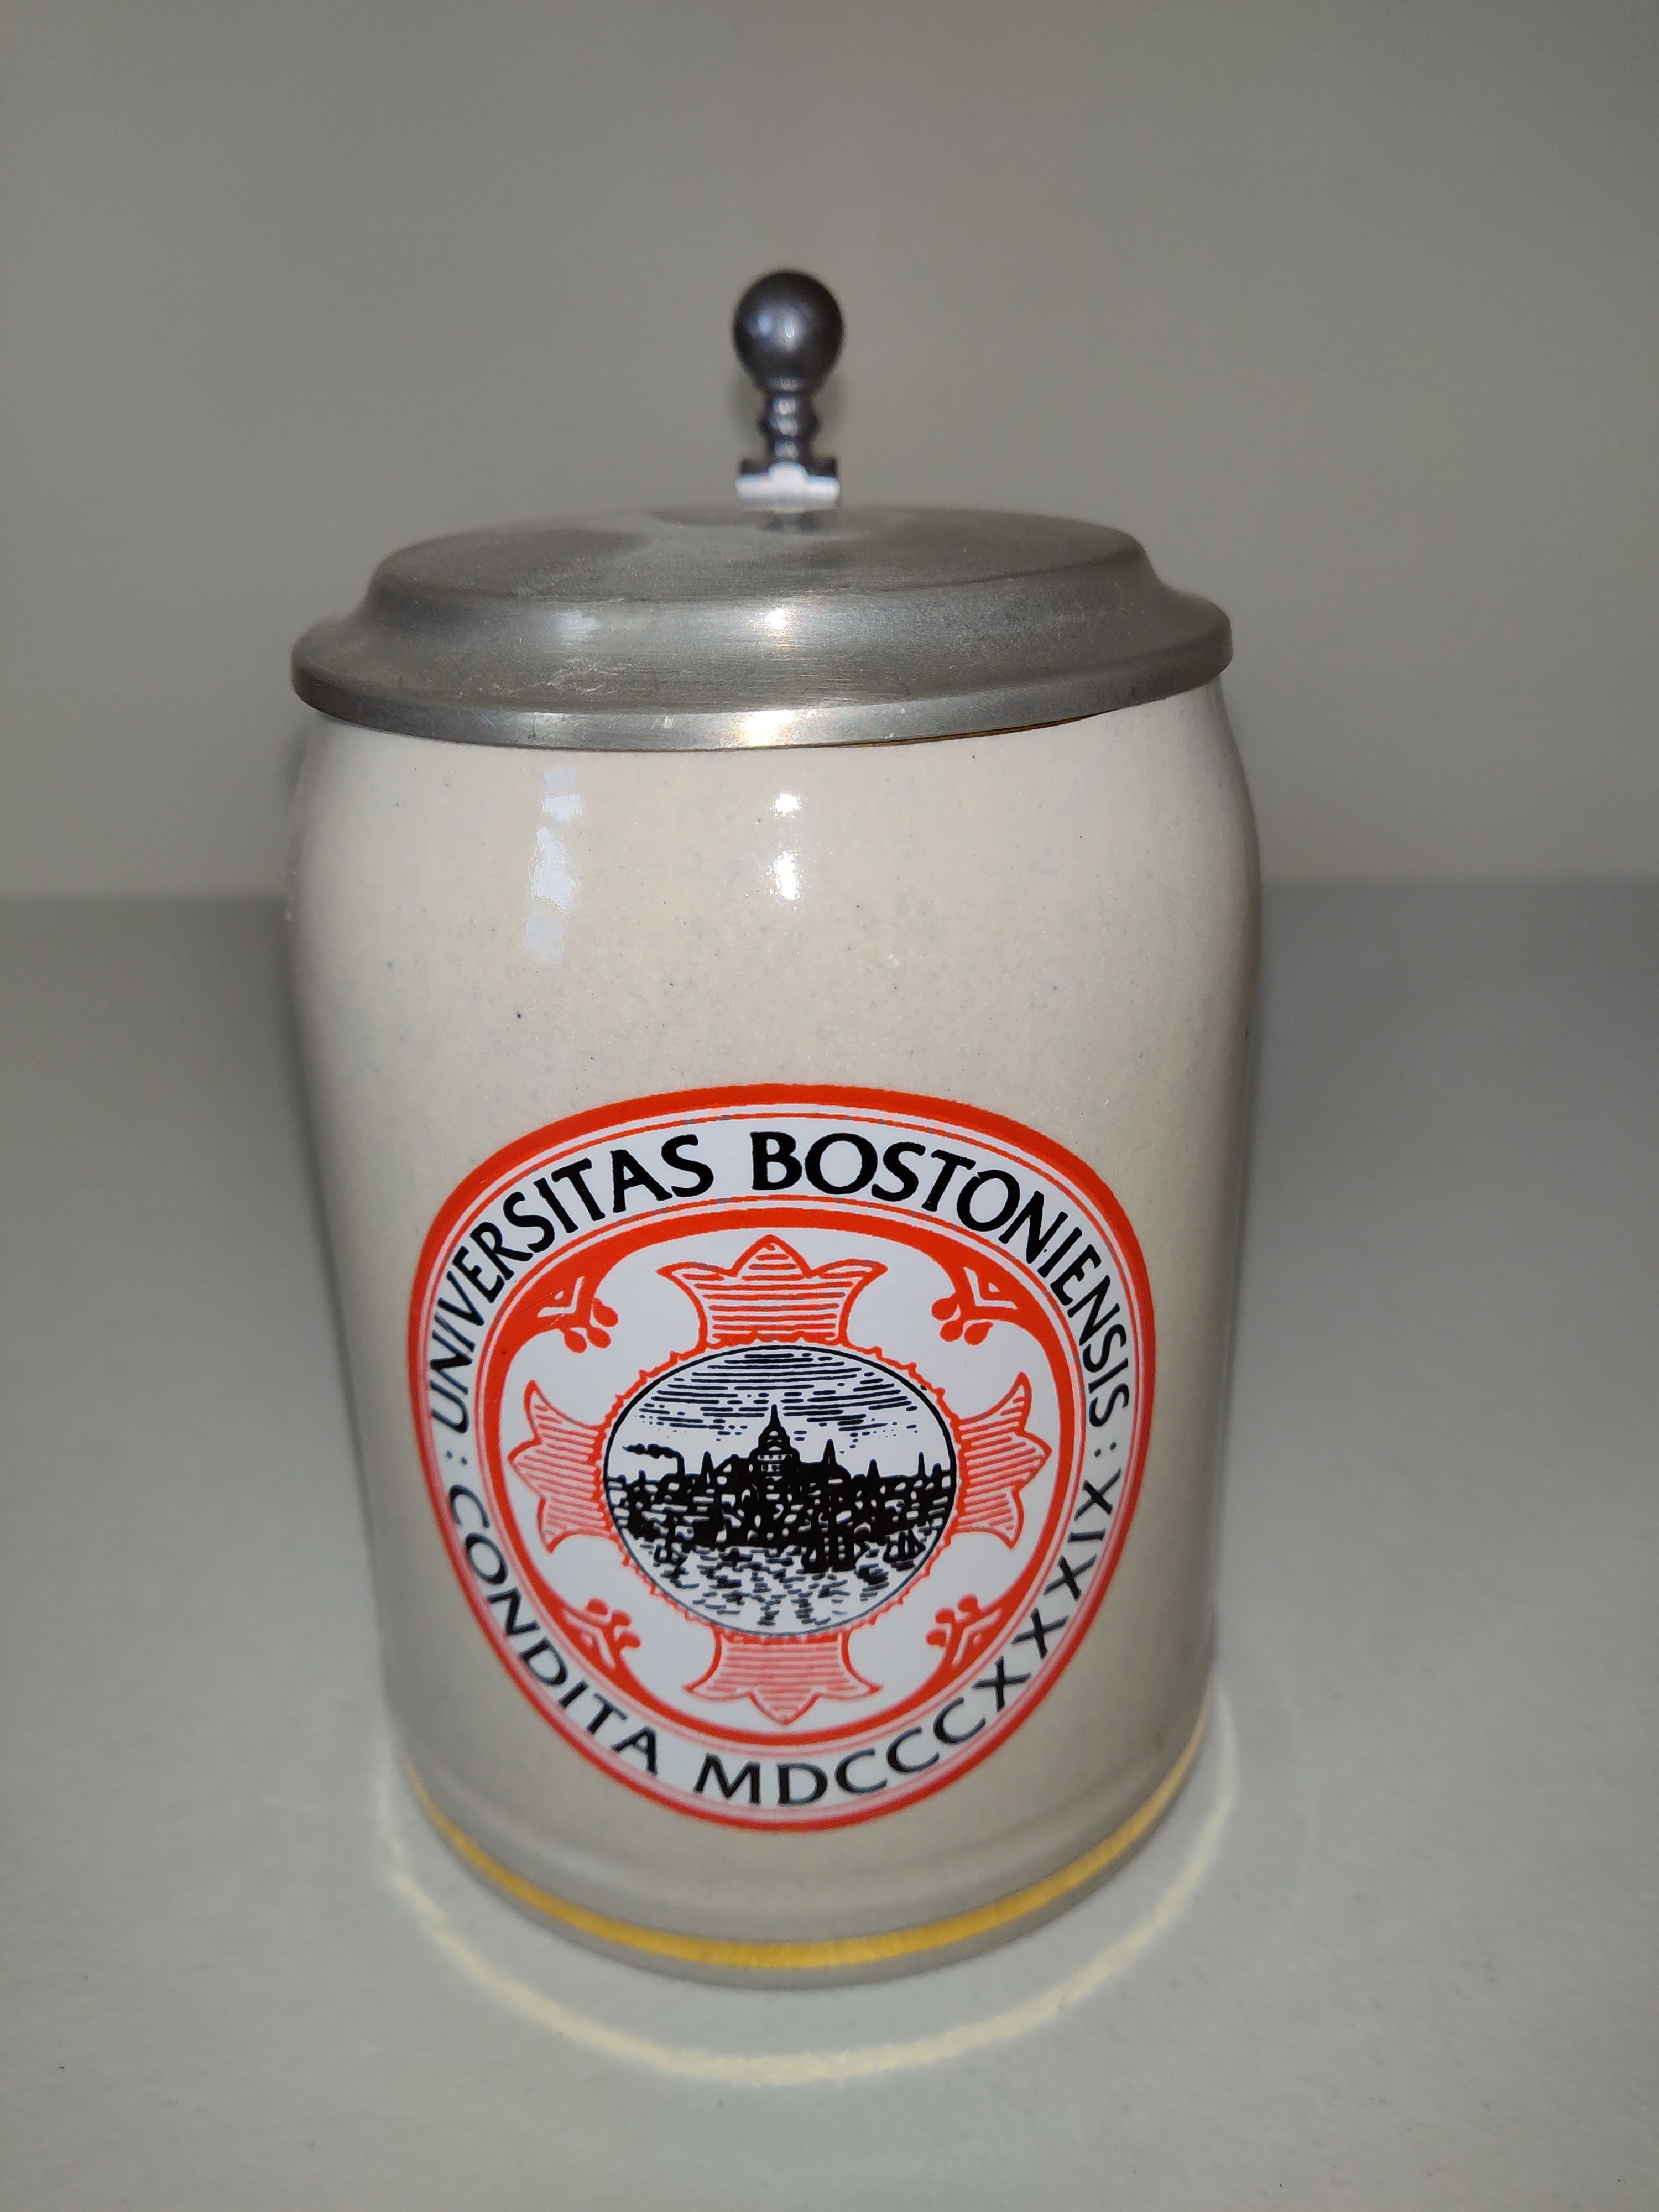 UNIVERSITAS BOSTONIENSIS :
CONDITA MDCCCXXXIX :